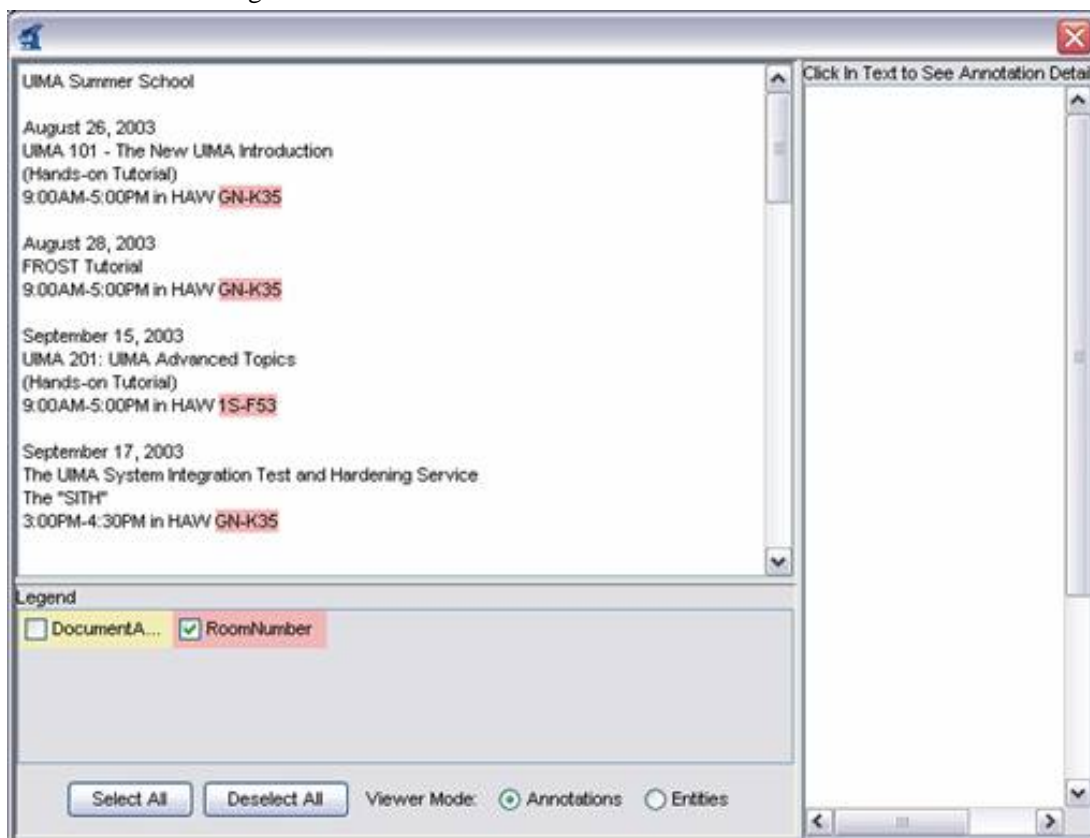 UIMA Summer School
August 26, 2003
UIMA 101 - The New UIMA Introduction
(Hands-on Tutorial)
9:00AM-5:00PM in HAW GN-K35
August 28, 2003
FROST Tutorial
9:00AM-5:00PM in HAW GN-K35
September 15, 2003
UIMA 201: UIMA Advanced Topics
(Hands-on Tutorial)
9:00AM-5:00PM in HAW 1S-F53
September 17, 2003
The UIMA System Integration Test and Hardening Service
The "SITH"
3:00PM-4:30PM in HAW GN-K35
Click In Text to See Annotation Detai
Legend
DocumentA... RoomNumber
Select All Deselect All Viewer Mode: Annotations Entities